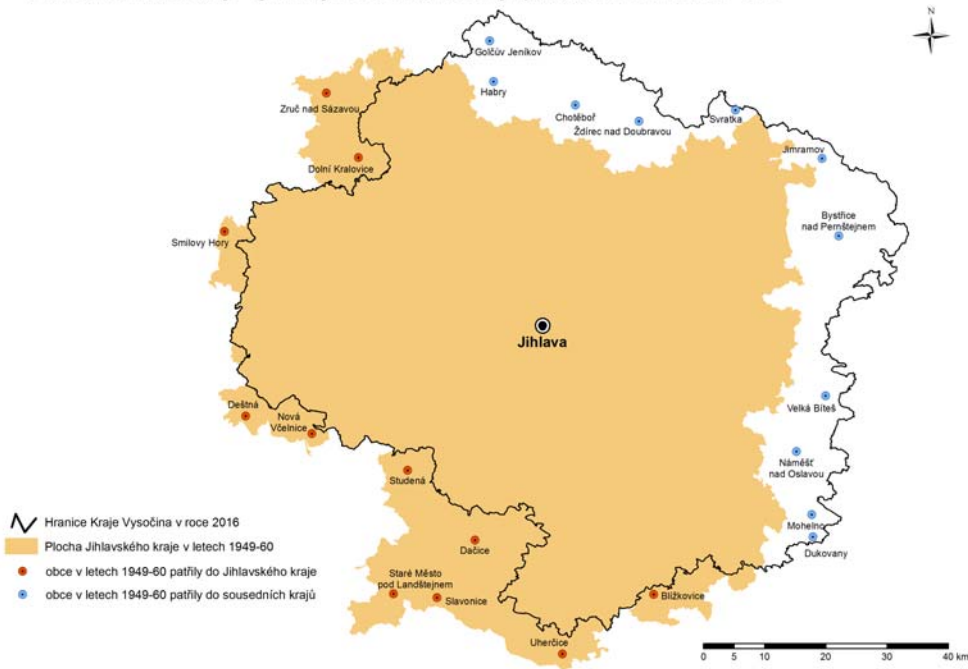 N
Golčův Jeníkov
Habry
Zruč nad Sázavou
Chotěboř
Svratka
Ždírec nad Doubravou
Jimramov
Dolní Kralovice
Bystřice
nad Pernštejnem
Smilovy Hory
Jihlava
Velká Bíteš
Deštná
Nová
Včelnice
Náměšť
nad Oslavou
Studená
Mohelno
Dukovany
Dačice
Staré Město
pod Landštejnem
Slavonice
Blížkovice
Uherčice
Hranice Kraje Vysočina v roce 2016
Plocha Jihlavského kraje v letech 1949-60
obce v letech 1949-60 patřily do Jihlavského kraje
obce v letech 1949-60 patřily do sousedních krajů
0 5 10 20 30 40 km